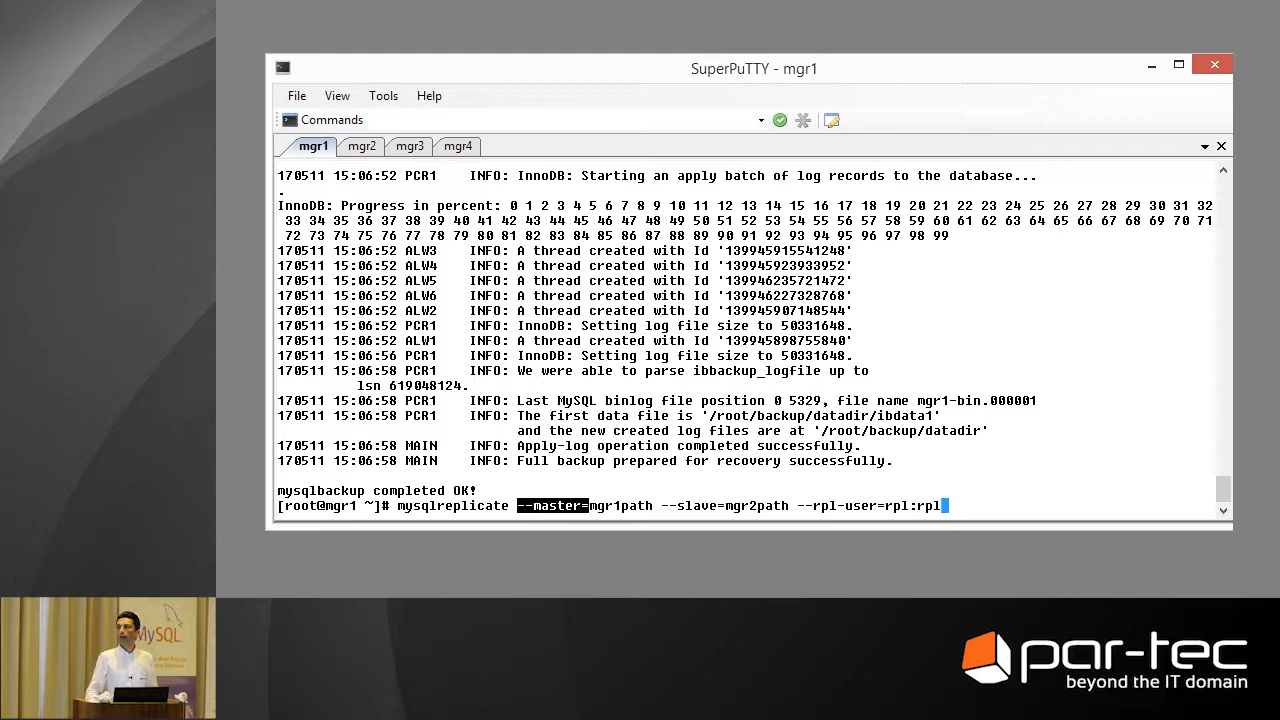 SuperPuTTY - mgr1
File View Tools Help
Commands
mgr1 mgr2 mgr3 mgr4
170511 15:06:52 PCR1 INFO: InnoDB: Starting an apply batch of log records to the database...
.
InnoDB: Progress in percent: 0 1 2 3 4 5 6 7 8 9 10 11 12 13 14 15 16 17 18 19 20 21 22 23 24 25 26 27 28 29 30 31 32
33 34 35 36 37 38 39 40 41 42 43 44 45 46 47 48 49 50 51 52 53 54 55 56 57 58 59 60 61 62 63 64 65 66 67 68 69 70 71
72 73 74 75 76 77 78 79 80 81 82 83 84 85 86 87 88 89 90 91 92 93 94 95 96 97 98 99
170511 15:06:52 ALW3 INFO: A thread created with Id '139945915541248'
170511 15:06:52 ALW4 INFO: A thread created with Id '139945923933952'
170511 15:06:52 ALW5 INFO: A thread created with Id '139946235721472'
170511 15:06:52 ALW6 INFO: A thread created with Id '139946227328768'
170511 15:06:52 ALW2 INFO: A thread created with Id '139945907148544'
170511 15:06:52 PCR1 INFO: InnoDB: Setting log file size to 50331648.
170511 15:06:52 ALW1 INFO: A thread created with Id '139945898755840'
170511 15:06:56 PCR1 INFO: InnoDB: Setting log file size to 50331648.
170511 15:06:58 PCR1 INFO: We were able to parse ibbackup_logfile up to
lsn 619048124.
170511 15:06:58 PCR1 INFO: Last MySQL binlog file position 0 5329, file name mgr1-bin.000001
170511 15:06:58 PCR1 INFO: The first data file is '/root/backup/datadir/ibdata1'
and the new created log files are at '/root/backup/datadir'
170511 15:06:58 MAIN INFO: Apply-log operation completed successfully.
170511 15:06:58 MAIN INFO: Full backup prepared for recovery successfully.
mysqlbackup completed OK!
[root@mgr1 ~]# mysqlreplicate --master=mgr1path --slave=mgr2path --rpl-user=rpl:rpl
MySQL
par-tec
beyond the IT domain